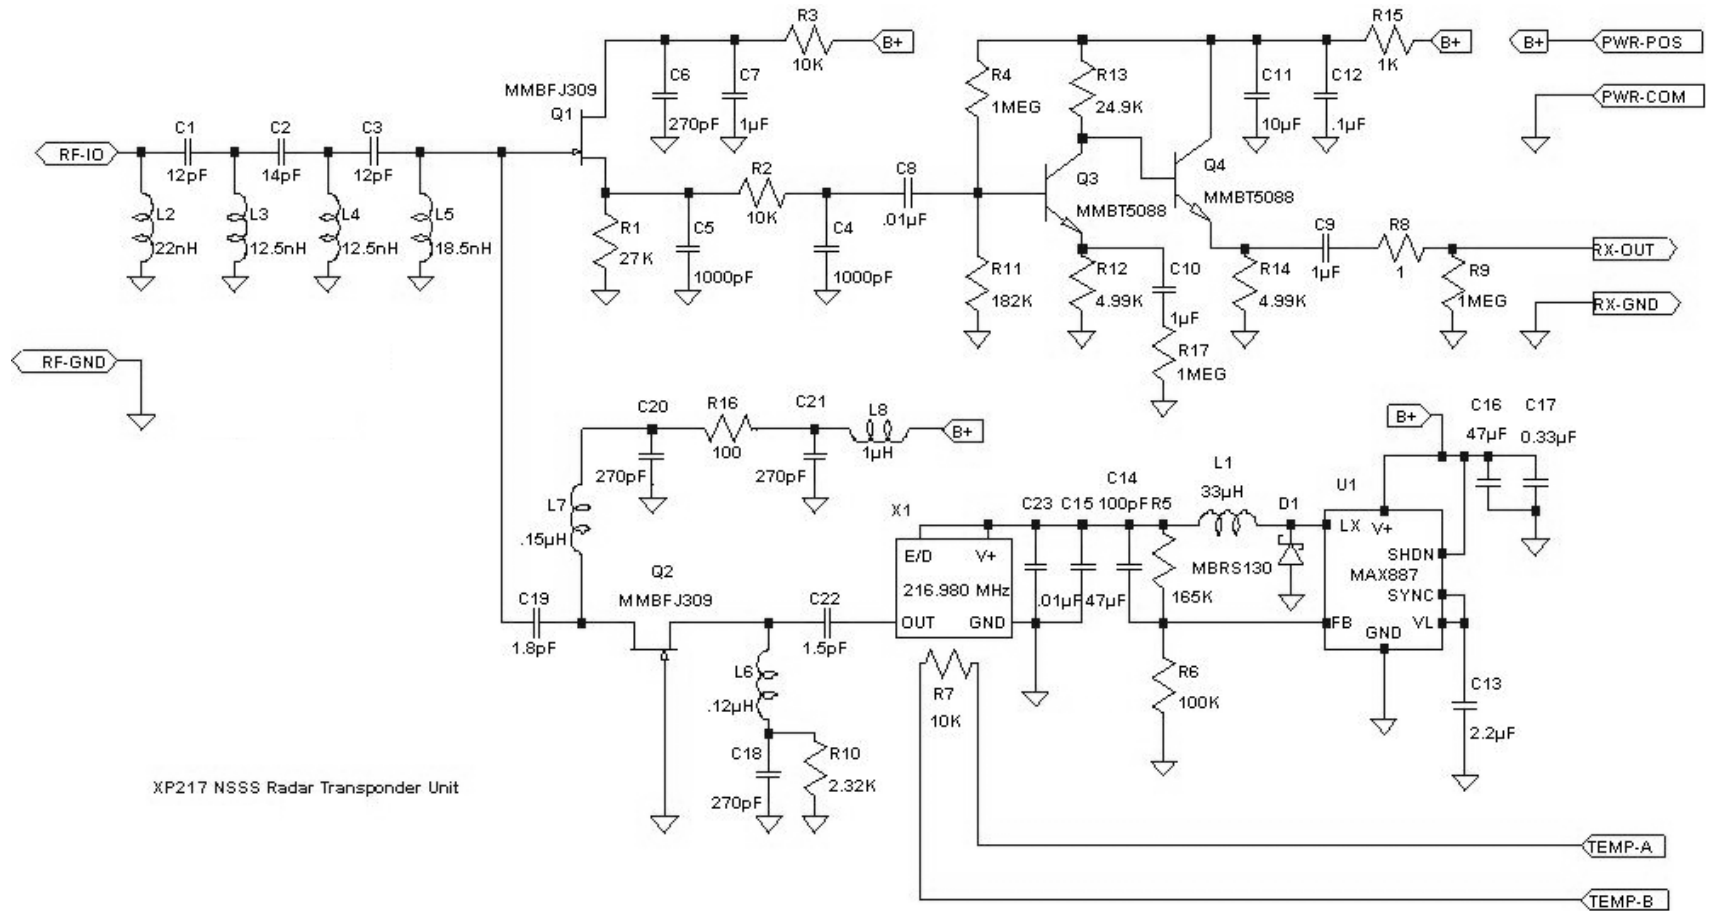 R3
B+
10K
C6
C7
270pF
1µF
MMBFJ309
Q1
R4
1MEG
R13
24.9K
C11
C12
10µF
.1µF
R15
1K
B+
B+
PWR-POS
PWR-COM
RF-IO
C1
12pF
C2
14pF
C3
12pF
L2
22nH
L3
12.5nH
L4
12.5nH
L5
18.5nH
R1
27K
C5
1000pF
R2
10K
C4
1000pF
C8
.01µF
Q3
MMBT5088
Q4
MMBT5088
R11
182K
R12
4.99K
C10
1µF
R17
1MEG
R14
4.99K
C9
1µF
R8
1
R9
1MEG
RX-OUT
RX-GND
RF-GND
C20
270pF
R16
100
C21
270pF
L8
1µH
B+
L7
.15µH
Q2
MMBFJ309
C19
1.8pF
C22
1.5pF
L6
.12µH
C18
270pF
R10
2.32K
X1
E/D
V+
216.980 MHz
OUT
GND
R7
10K
C23
.01µF
C15
47µF
C14
100pF
R5
165K
R6
100K
L1
33µH
D1
MBRS130
U1
LX
V+
SHDN
MAX887
SYNC
FB
VL
GND
B+
C16
47µF
C17
0.33µF
C13
2.2µF
XP217 NSSS Radar Transponder Unit
TEMP-A
TEMP-B